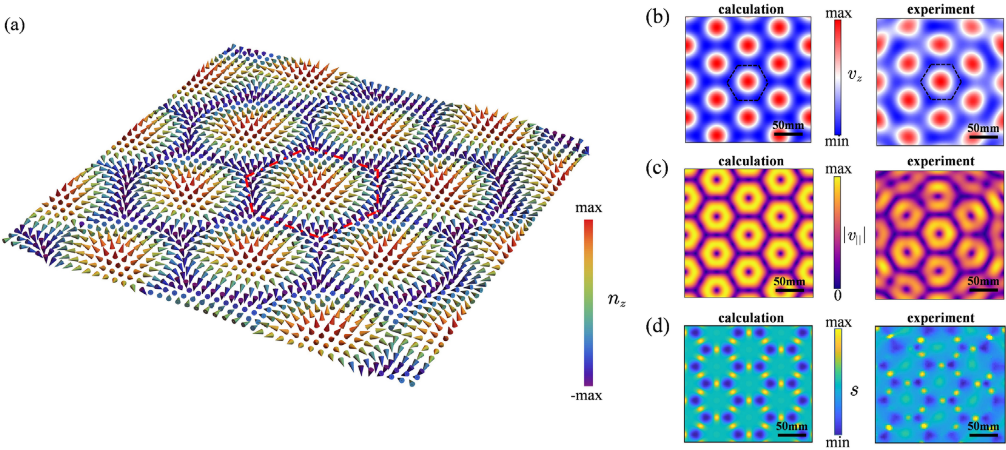 (a)
max
n_z
-max
(b)
calculation
experiment
max
v_z
min
50mm
50mm
(c)
calculation
experiment
max
|v_{||}|
0
50mm
50mm
(d)
calculation
experiment
max
s
min
50mm
50mm